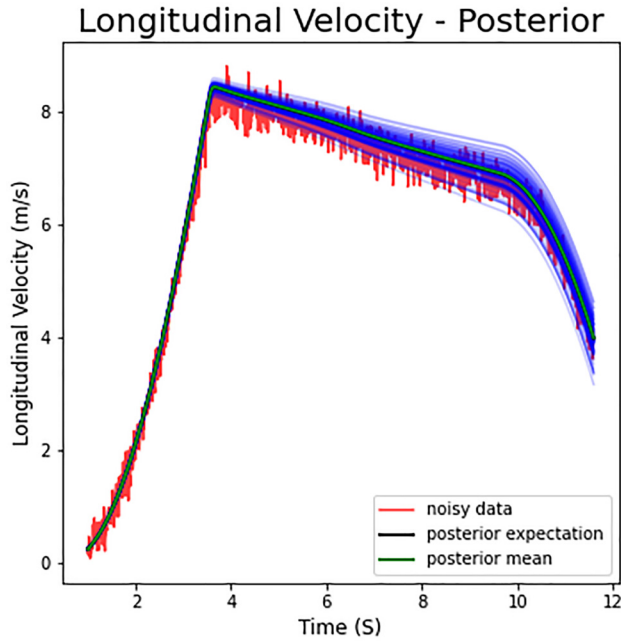 Longitudinal Velocity - Posterior
Longitudinal Velocity (m/s)
8
6
4
2
0
noisy data
posterior expectation
posterior mean
2 4 6 8 10 12
Time (S)